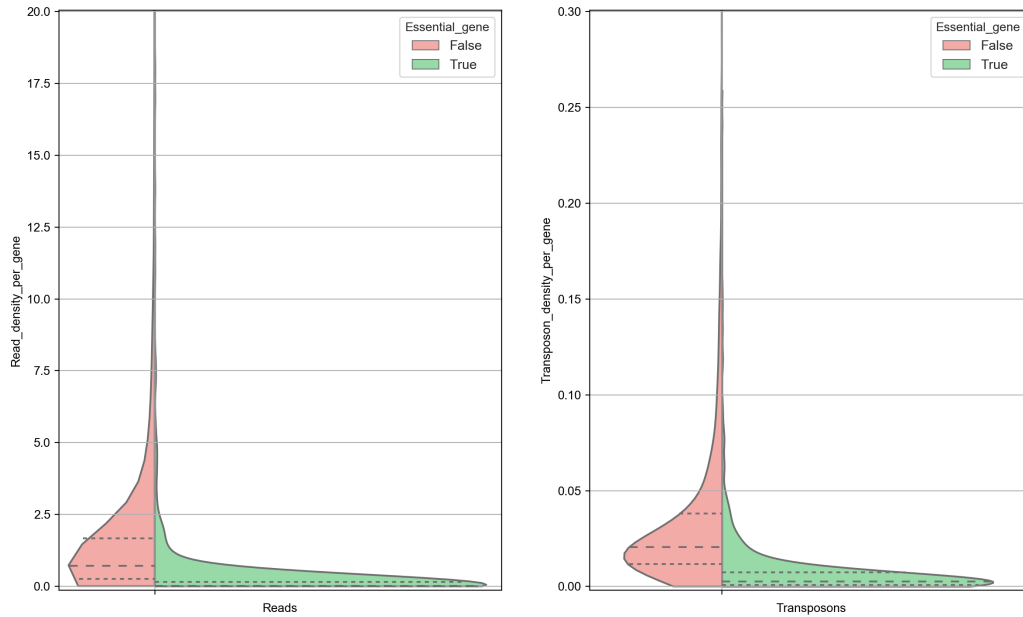 20.0
17.5
15.0
12.5
10.0
7.5
5.0
2.5
0.0
Read_density_per_gene
Reads
Essential_gene
False
True
0.30
0.25
0.20
0.15
0.10
0.05
0.00
Transposon_density_per_gene
Transposons
Essential_gene
False
True